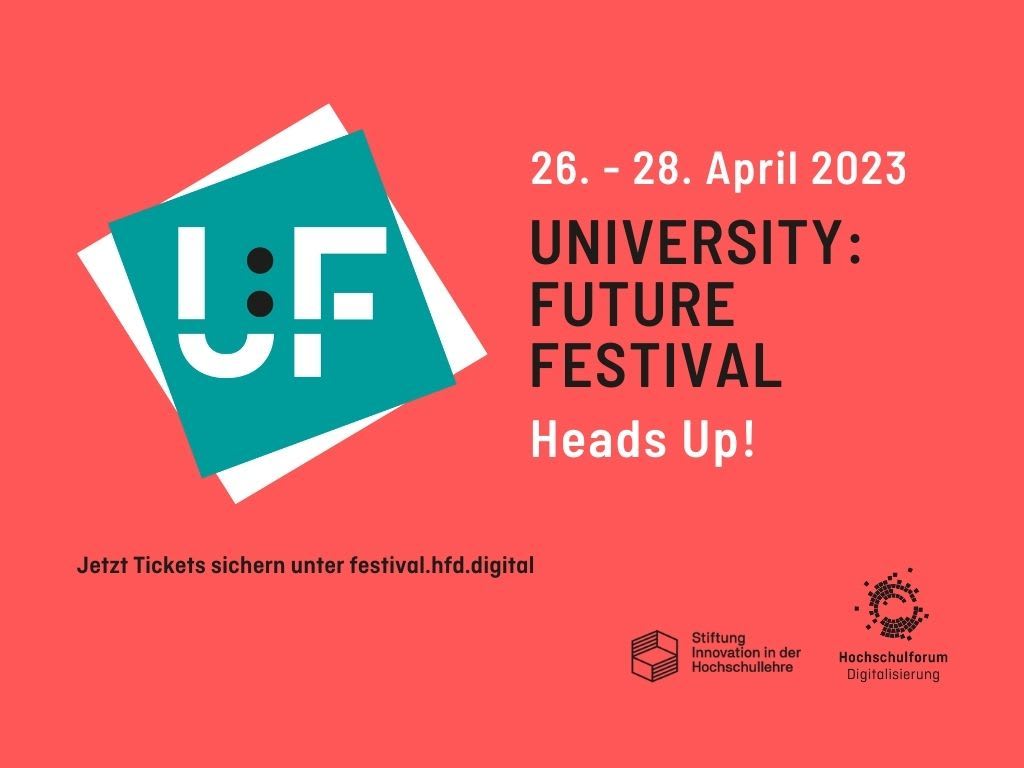 U:F
26. - 28. April 2023
UNIVERSITY:
FUTURE
FESTIVAL
Heads Up!
Jetzt Tickets sichern unter festival.hfd.digital
Stiftung
Innovation in der
Hochschullehre
Hochschulforum
Digitalisierung